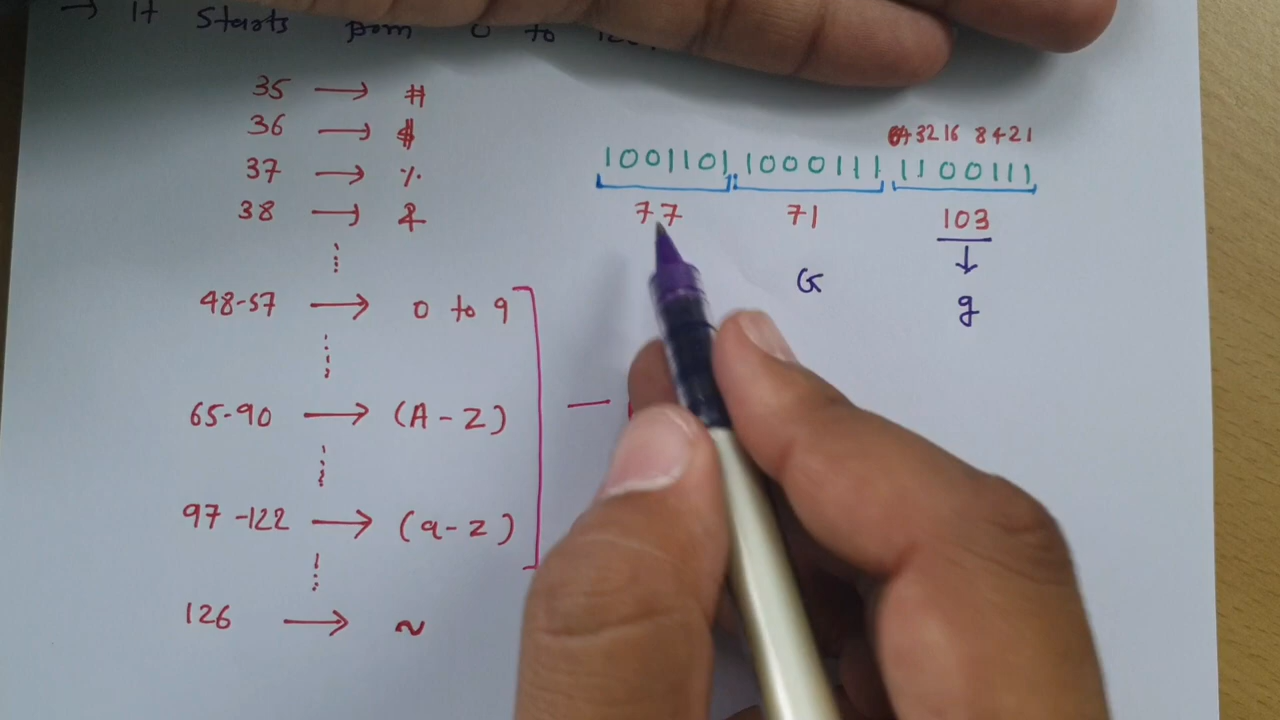 → It starts from 0 to
35 → #
36 → $
37 → %
38 → &
48-57 → 0 to 9
65-90 → (A - Z)
97-122 → (a-z)
126 → ~
64 32 16 8 4 2 1
1001101 1000111 1100111
77 71 103
↓
G g